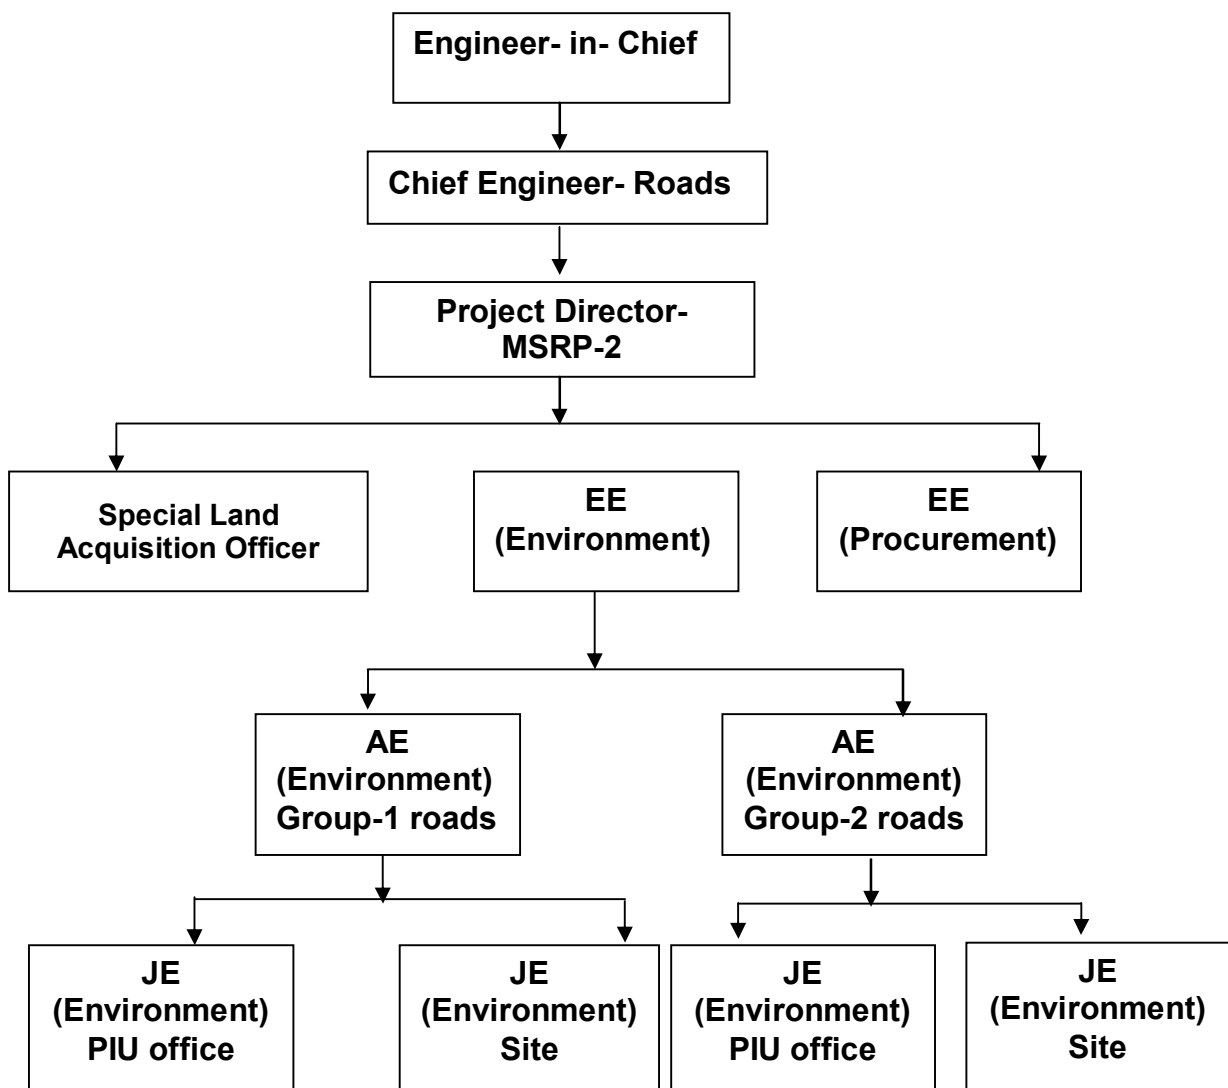 Engineer- in- Chief
Chief Engineer- Roads
Project Director-
MSRP-2
Special Land
Acquisition Officer
EE
(Environment)
EE
(Procurement)
AE
(Environment)
Group-1 roads
AE
(Environment)
Group-2 roads
JE
(Environment)
PIU office
JE
(Environment)
Site
JE
(Environment)
PIU office
JE
(Environment)
Site